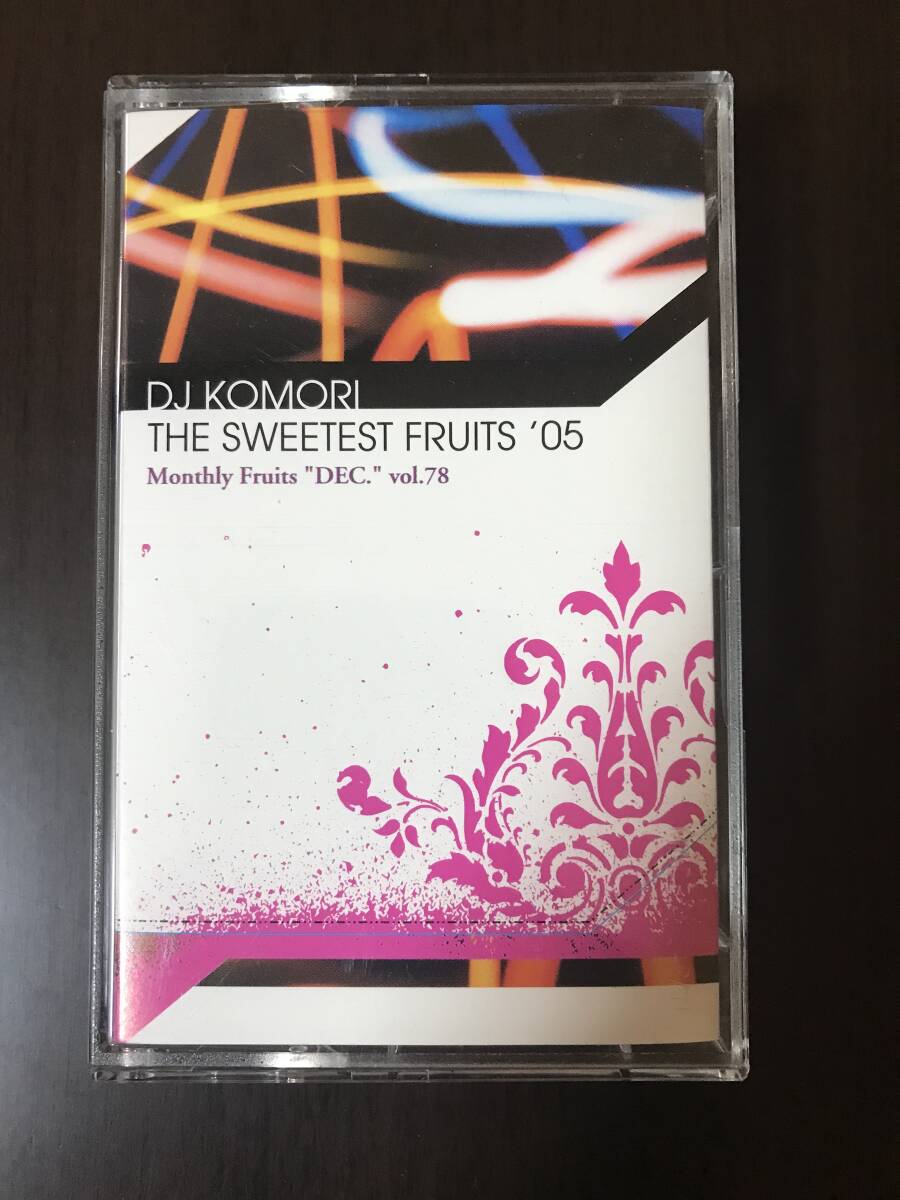 DJ KOMORI
THE SWEETEST FRUITS '05
Monthly Fruits "DEC." vol.78